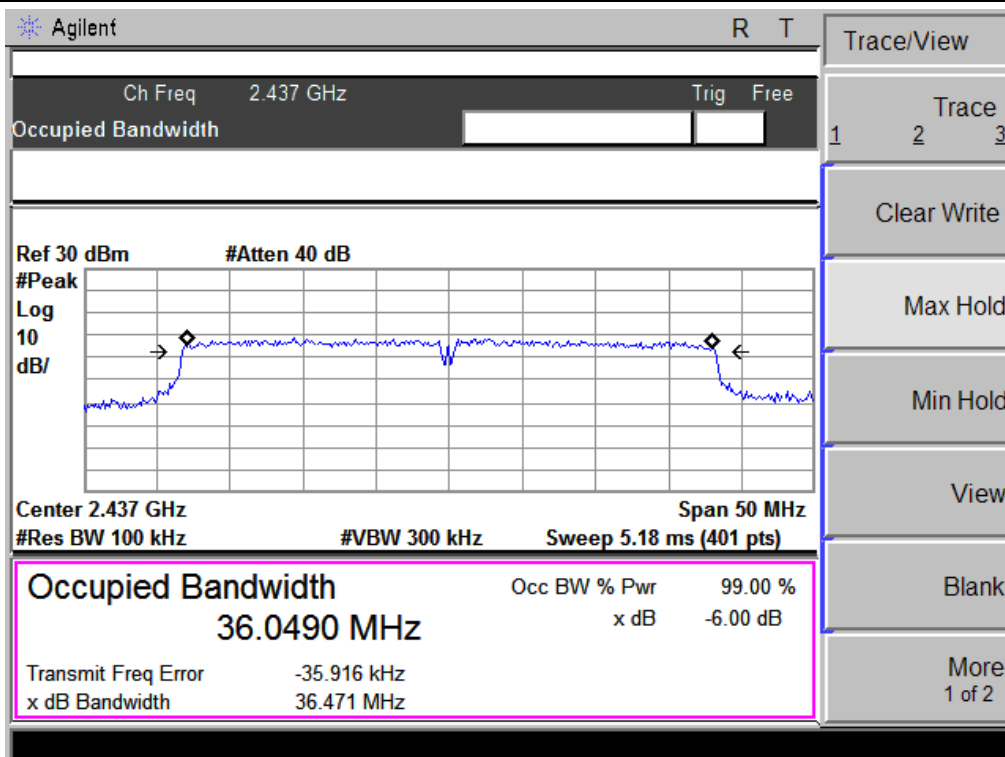 Agilent R T
Ch Freq 2.437 GHz Trig Free
Occupied Bandwidth
Ref 30 dBm #Atten 40 dB
#Peak
Log
10
dB/
Center 2.437 GHz Span 50 MHz
#Res BW 100 kHz #VBW 300 kHz Sweep 5.18 ms (401 pts)
Occupied Bandwidth Occ BW % Pwr 99.00 %
36.0490 MHz x dB -6.00 dB
Transmit Freq Error -35.916 kHz
x dB Bandwidth 36.471 MHz
Trace/View
Trace
1 2 3
Clear Write
Max Hold
Min Hold
View
Blank
More
1 of 2